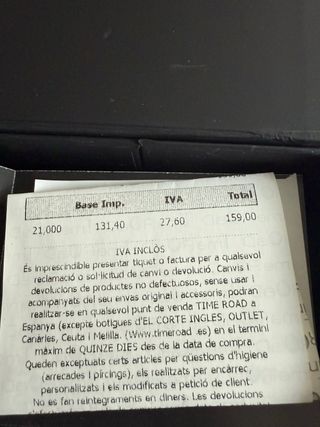 Base Imp. IVA Total
21,000 131,40 27,60 159,00
IVA INCLÒS
És imprescindible presentar tiquet o factura per a qualsevol
reclamació o sol·licitud de canvi o devolució. Canvis i
devolucions de productes no defectuosos, sense usar i
acompanyats del seu envas original i accessoris, podran
realitzar-se en qualsevol punt de venda TIME ROAD a
Espanya (excepte botigues d'EL CORTE INGLES, OUTLET,
Canàries, Ceuta i Melilla. (Www.timeroad .es) en el termini
màxim de QUINZE DIES des de la data de compra.
Queden exceptuats certs articles per qüestions d'higiene
(arrecades i pircings), els realitzats per encàrrec,
personalitzats i els modificats a petició de client
No es fan reintegraments en diners. Les devolucions